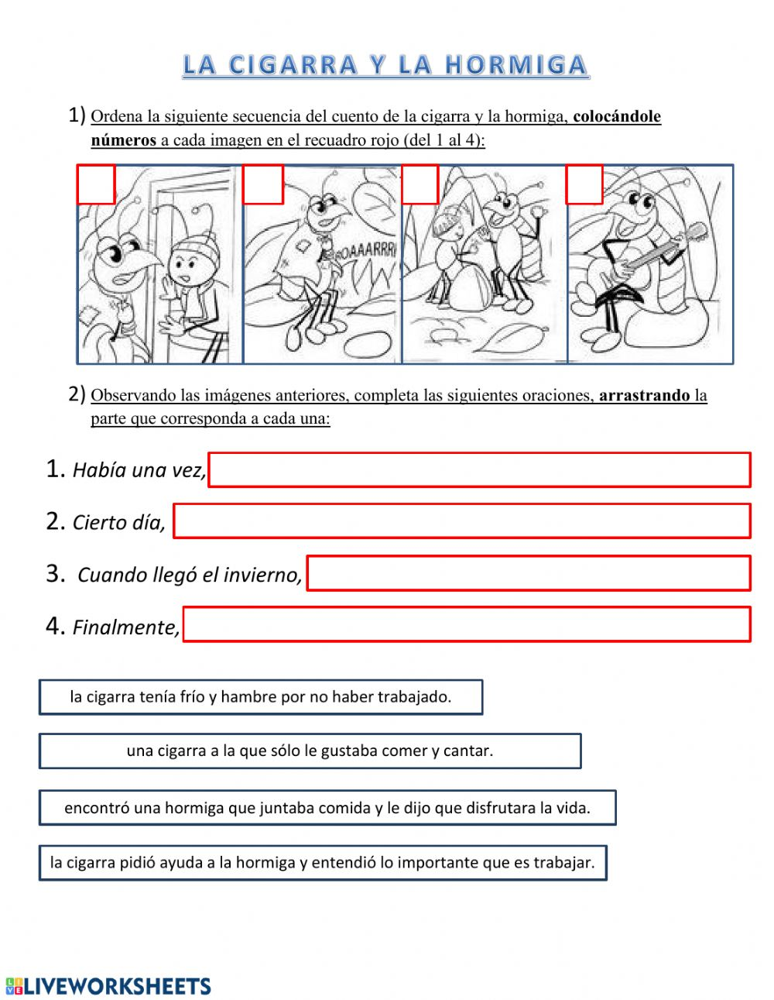 LA CIGARRA Y LA HORMIGA
1) Ordena la siguiente secuencia del cuento de la cigarra y la hormiga, colocándole
números a cada imagen en el recuadro rojo (del 1 al 4):
2) Observando las imágenes anteriores, completa las siguientes oraciones, arrastrando la
parte que corresponda a cada una:
1. Había una vez,
2. Cierto día,
3. Cuando llegó el invierno,
4. Finalmente,
la cigarra tenía frío y hambre por no haber trabajado.
una cigarra a la que sólo le gustaba comer y cantar.
encontró una hormiga que juntaba comida y le dijo que disfrutara la vida.
la cigarra pidió ayuda a la hormiga y entendió lo importante que es trabajar.
LIVEWORKSHEETS